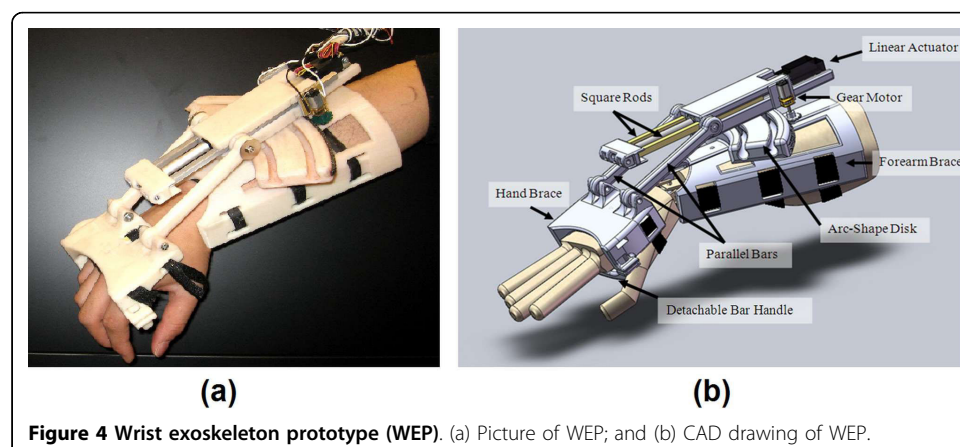 Linear Actuator
Square Rods
Gear Motor
Forearm Brace
Hand Brace
Arc-Shape Disk
Parallel Bars
Detachable Bar Handle
(a)
(b)
Figure 4 Wrist exoskeleton prototype (WEP). (a) Picture of WEP; and (b) CAD drawing of WEP.